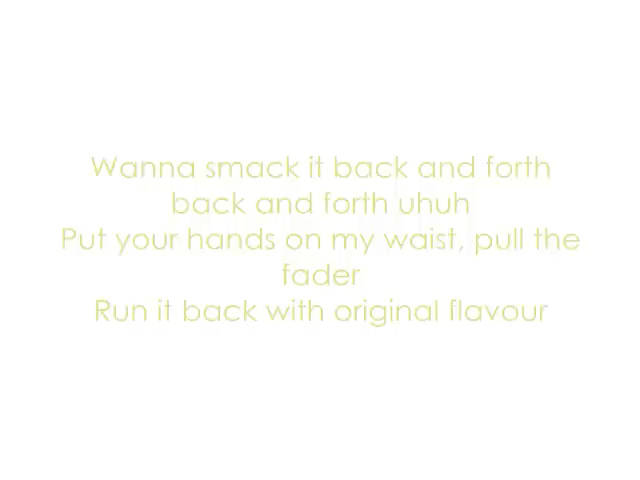 Wanna smack it back and forth
back and forth uhuh
Put your hands on my waist, pull the
fader
Run it back with original flavour